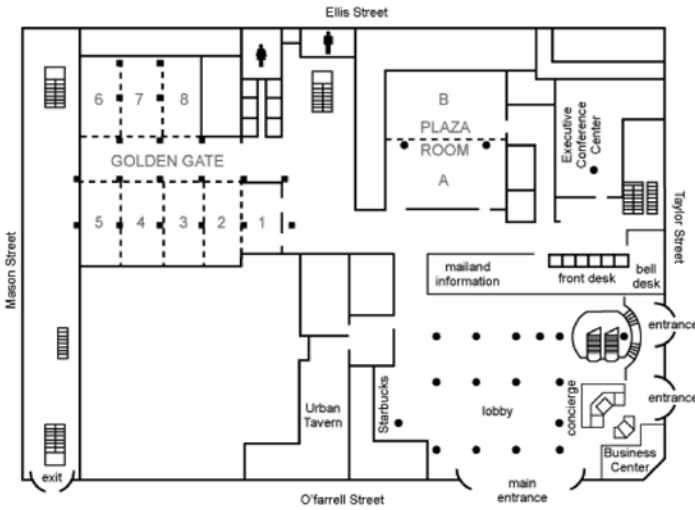 Ellis Street
6
7
8
B
PLAZA
ROOM
A
Executive
Conference
Center
GOLDEN GATE
5
4
3
2
1
Mason Street
Taylor Street
mailand
information
front desk
bell
desk
entrance
entrance
Urban
Tavern
Starbucks
lobby
concierge
Business
Center
exit
main
entrance
O'farrell Street